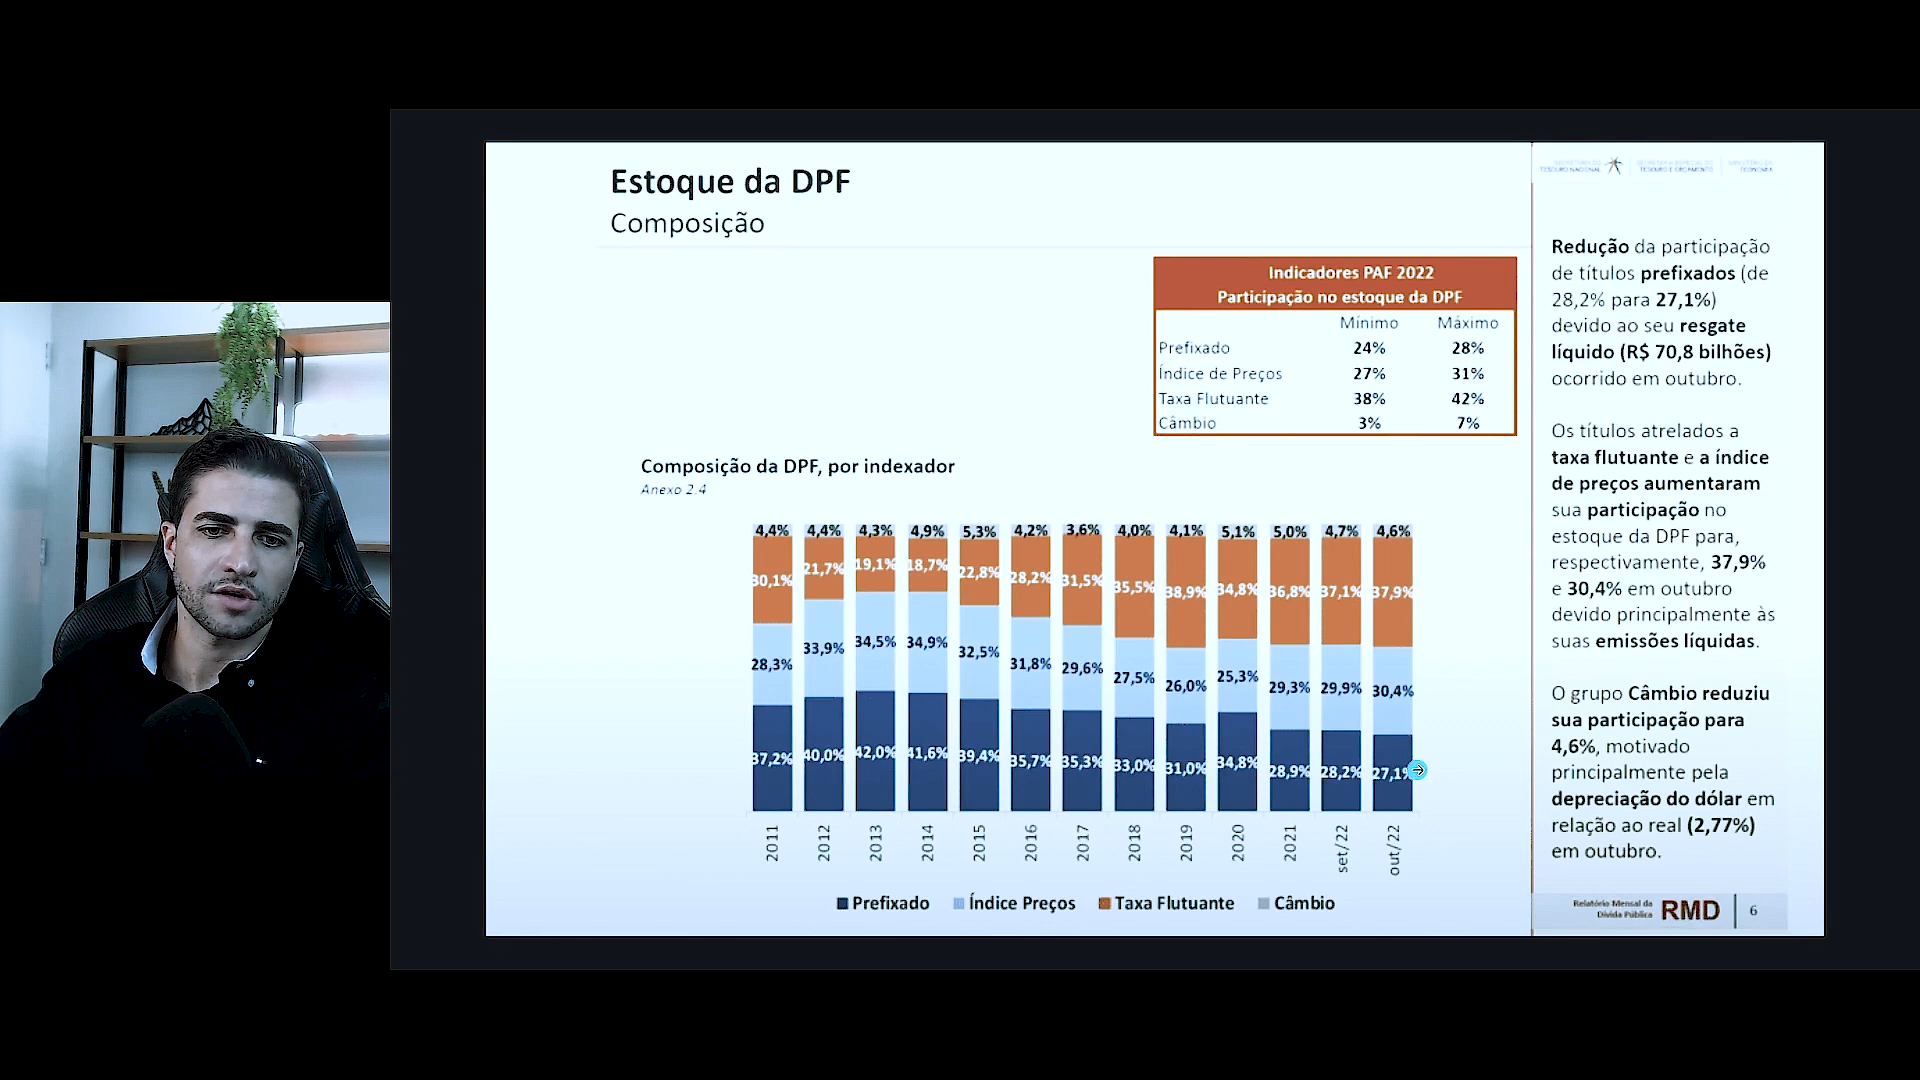 Estoque da DPF
Composição
Indicadores PAF 2022
Participação no estoque da DPF
Mínimo Máximo
Prefixado 24% 28%
Índice de Preços 27% 31%
Taxa Flutuante 38% 42%
Câmbio 3% 7%
Composição da DPF, por indexador
Anexo 2.4
4,4% 4,4% 4,3% 4,9% 5,3% 4,2% 3,6% 4,0% 4,1% 5,1% 5,0% 4,7% 4,6%
30,1% 21,7% 19,1% 18,7% 22,8% 28,2% 31,5% 35,5% 38,9% 34,8% 36,8% 37,1% 37,9%
28,3% 33,9% 34,5% 34,9% 32,5% 31,8% 29,6% 27,5% 26,0% 25,3% 29,3% 29,9% 30,4%
37,2% 40,0% 42,0% 41,6% 39,4% 35,7% 35,3% 33,0% 31,0% 34,8% 28,9% 28,2% 27,1%
2011 2012 2013 2014 2015 2016 2017 2018 2019 2020 2021 set/22 out/22
Prefixado Índice Preços Taxa Flutuante Câmbio
TESOURO NACIONAL
TESOURO E ORÇAMENTO
ECONOMIA
Redução da participação
de títulos prefixados (de
28,2% para 27,1%)
devido ao seu resgate
líquido (R$ 70,8 bilhões)
ocorrido em outubro.
Os títulos atrelados a
taxa flutuante e a índice
de preços aumentaram
sua participação no
estoque da DPF para,
respectivamente, 37,9%
e 30,4% em outubro
devido principalmente às
suas emissões líquidas.
O grupo Câmbio reduziu
sua participação para
4,6%, motivado
principalmente pela
depreciação do dólar em
relação ao real (2,77%)
em outubro.
Relatório Mensal da
Dívida Pública
RMD
6